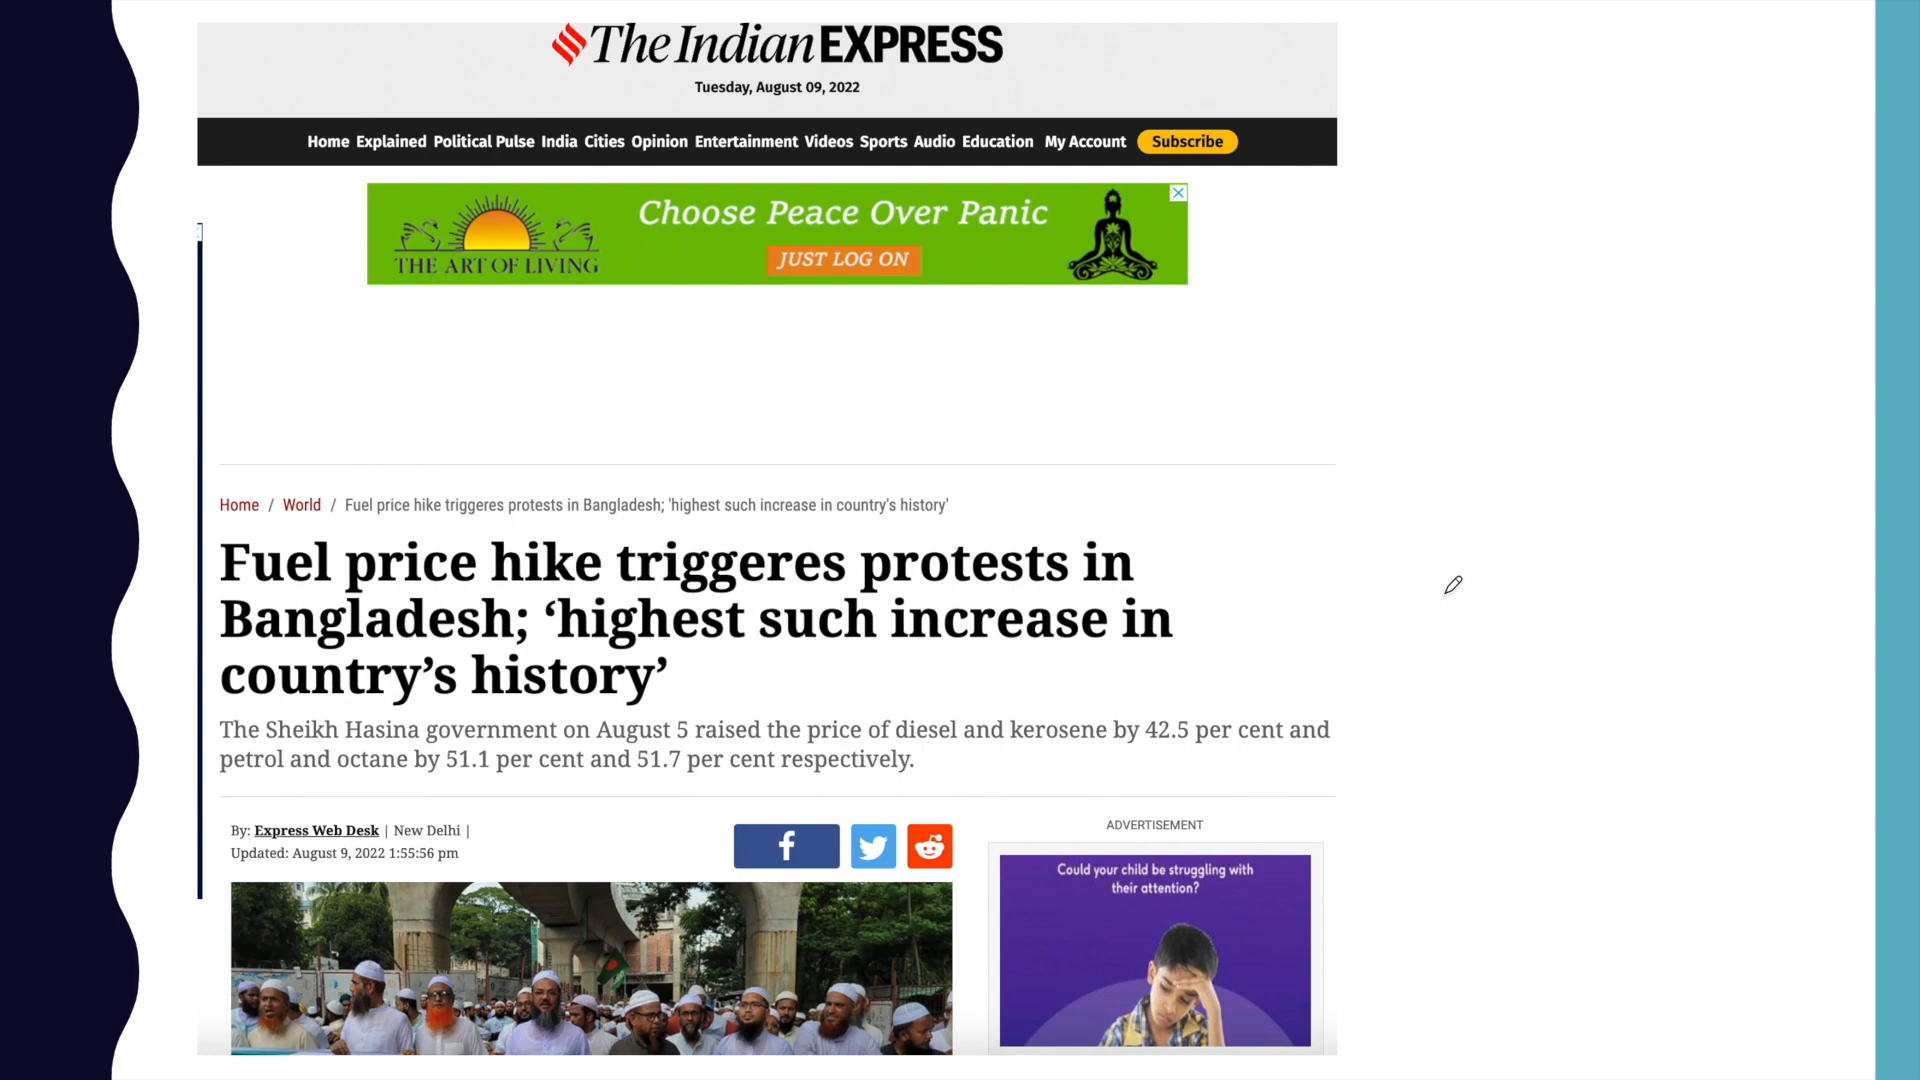 The Indian EXPRESS
Tuesday, August 09, 2022
Home Explained Political Pulse India Cities Opinion Entertainment Videos Sports Audio Education My Account Subscribe
Choose Peace Over Panic
THE ART OF LIVING
JUST LOG ON
Home / World / Fuel price hike triggeres protests in Bangladesh; 'highest such increase in country's history'
Fuel price hike triggeres protests in
Bangladesh; ‘highest such increase in
country’s history’
The Sheikh Hasina government on August 5 raised the price of diesel and kerosene by 42.5 per cent and
petrol and octane by 51.1 per cent and 51.7 per cent respectively.
By: Express Web Desk | New Delhi |
Updated: August 9, 2022 1:55:56 pm
ADVERTISEMENT
Could your child be struggling with
their attention?